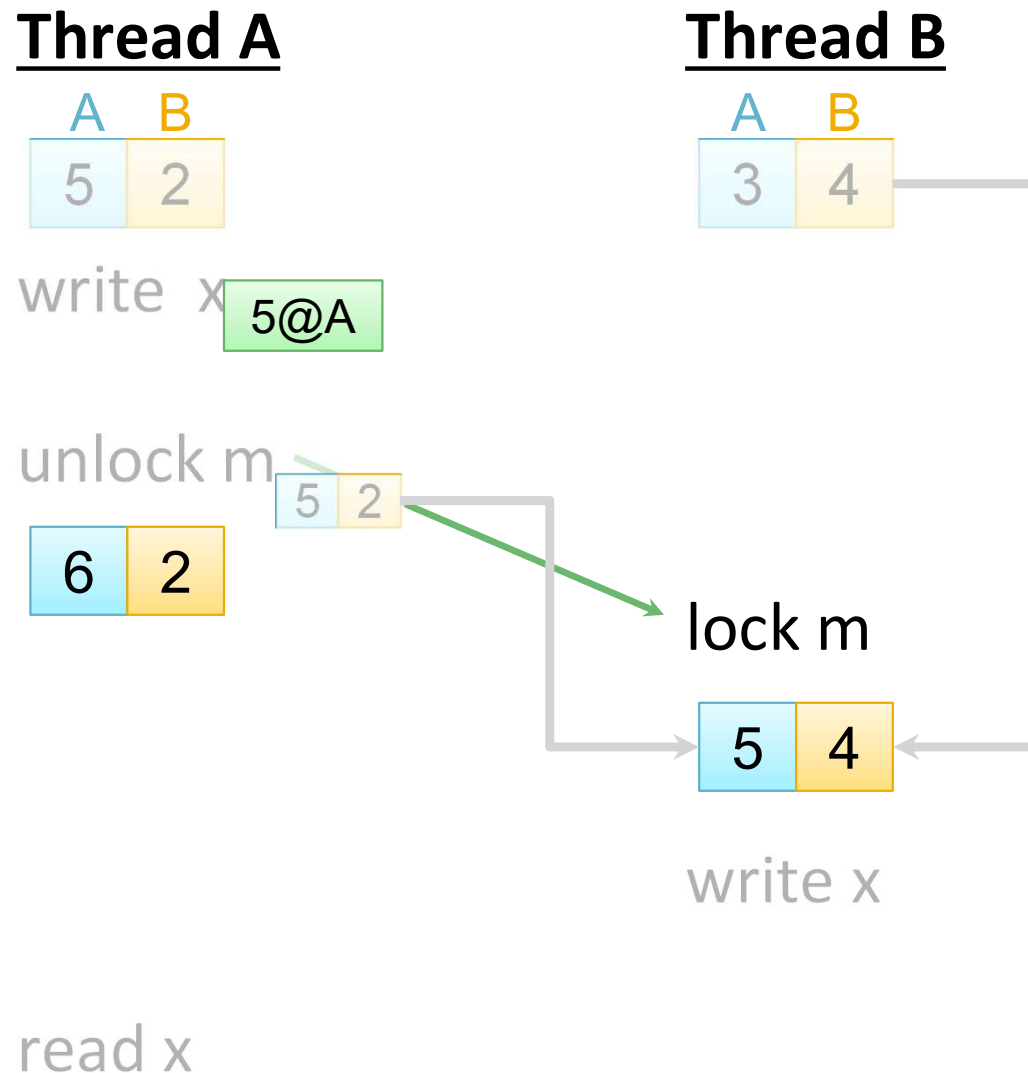 Thread A Thread B
A B A B
5 2 3 4
write x 5@A
unlock m 5 2
6 2
lock m
5 4
write x
read x